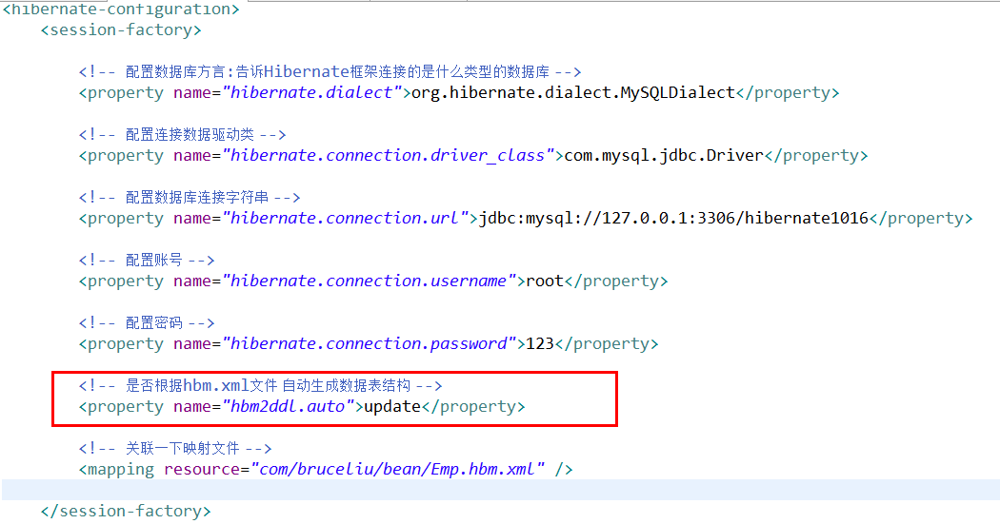 <hibernate-configuration>
<session-factory>
<!-- 配置数据库方言:告诉Hibernate框架连接的是什么类型的数据库 -->
<property name="hibernate.dialect">org.hibernate.dialect.MySQLDialect</property>
<!-- 配置连接数据驱动类 -->
<property name="hibernate.connection.driver_class">com.mysql.jdbc.Driver</property>
<!-- 配置数据库连接字符串 -->
<property name="hibernate.connection.url">jdbc:mysql://127.0.0.1:3306/hibernate1016</property>
<!-- 配置账号 -->
<property name="hibernate.connection.username">root</property>
<!-- 配置密码 -->
<property name="hibernate.connection.password">123</property>
<!-- 是否根据hbm.xml文件 自动生成数据表结构 -->
<property name="hbm2ddl.auto">update</property>
<!-- 关联一下映射文件 -->
<mapping resource="com/bruceliu/bean/Emp.hbm.xml" />
</session-factory>